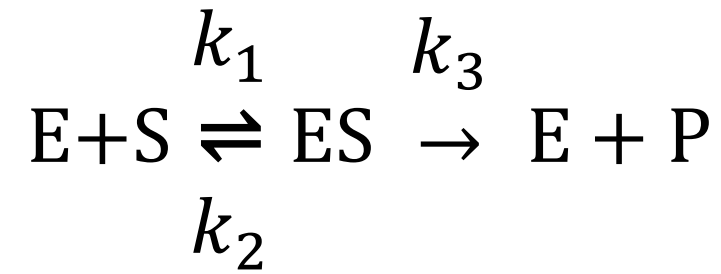 k₁ k₃
E+S ⇌ ES → E + P
k₂